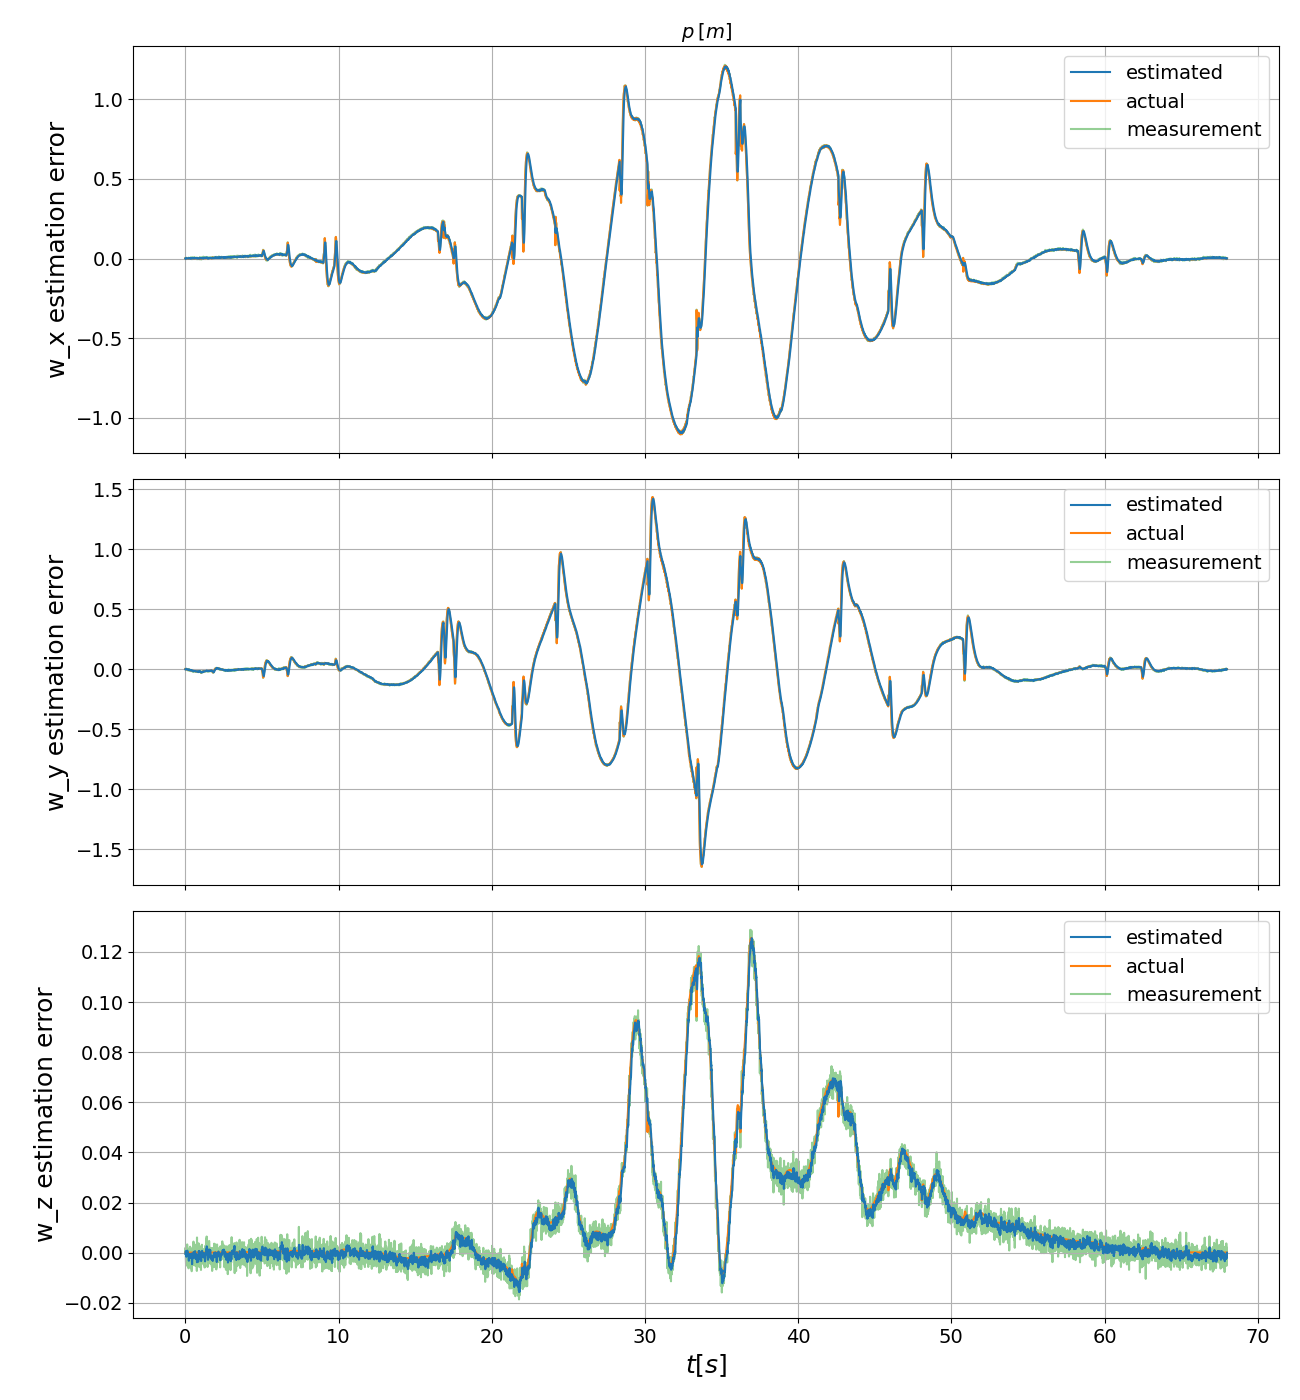 p [m]
w_x estimation error
1.0
0.5
0.0
−0.5
−1.0
estimated
actual
measurement
w_y estimation error
1.5
1.0
0.5
0.0
−0.5
−1.0
−1.5
estimated
actual
measurement
w_z estimation error
0.12
0.10
0.08
0.06
0.04
0.02
0.00
−0.02
estimated
actual
measurement
0 10 20 30 40 50 60 70
t[s]